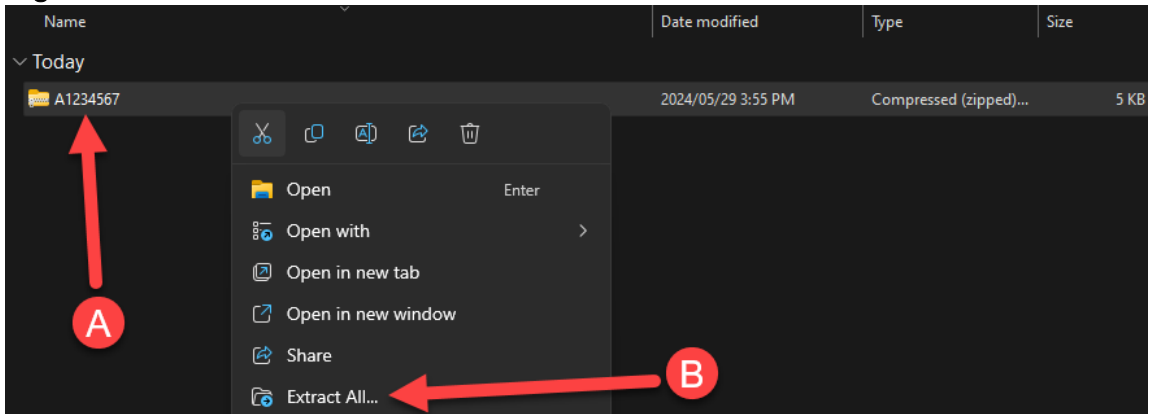 Name Date modified Type Size
Today
A1234567 2024/05/29 3:55 PM Compressed (zipped)... 5 KB
Open Enter
Open with
Open in new tab
A
Open in new window
Share
B
Extract All...